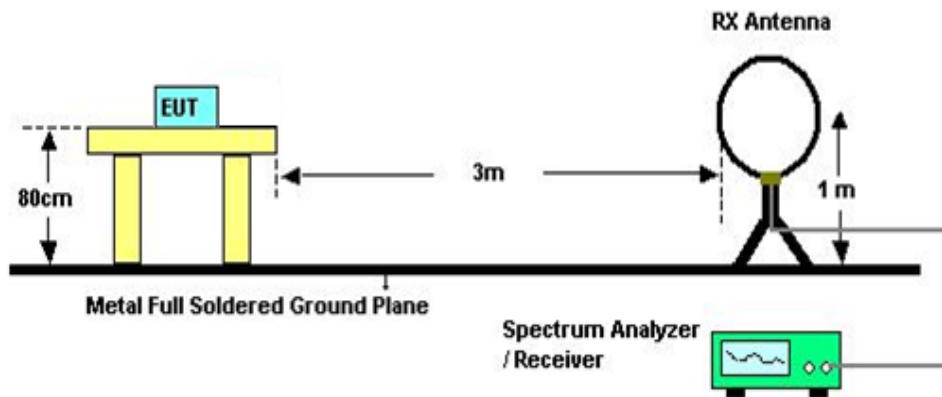 RX Antenna
EUT
3m
80cm
1 m
Metal Full Soldered Ground Plane
Spectrum Analyzer
/ Receiver